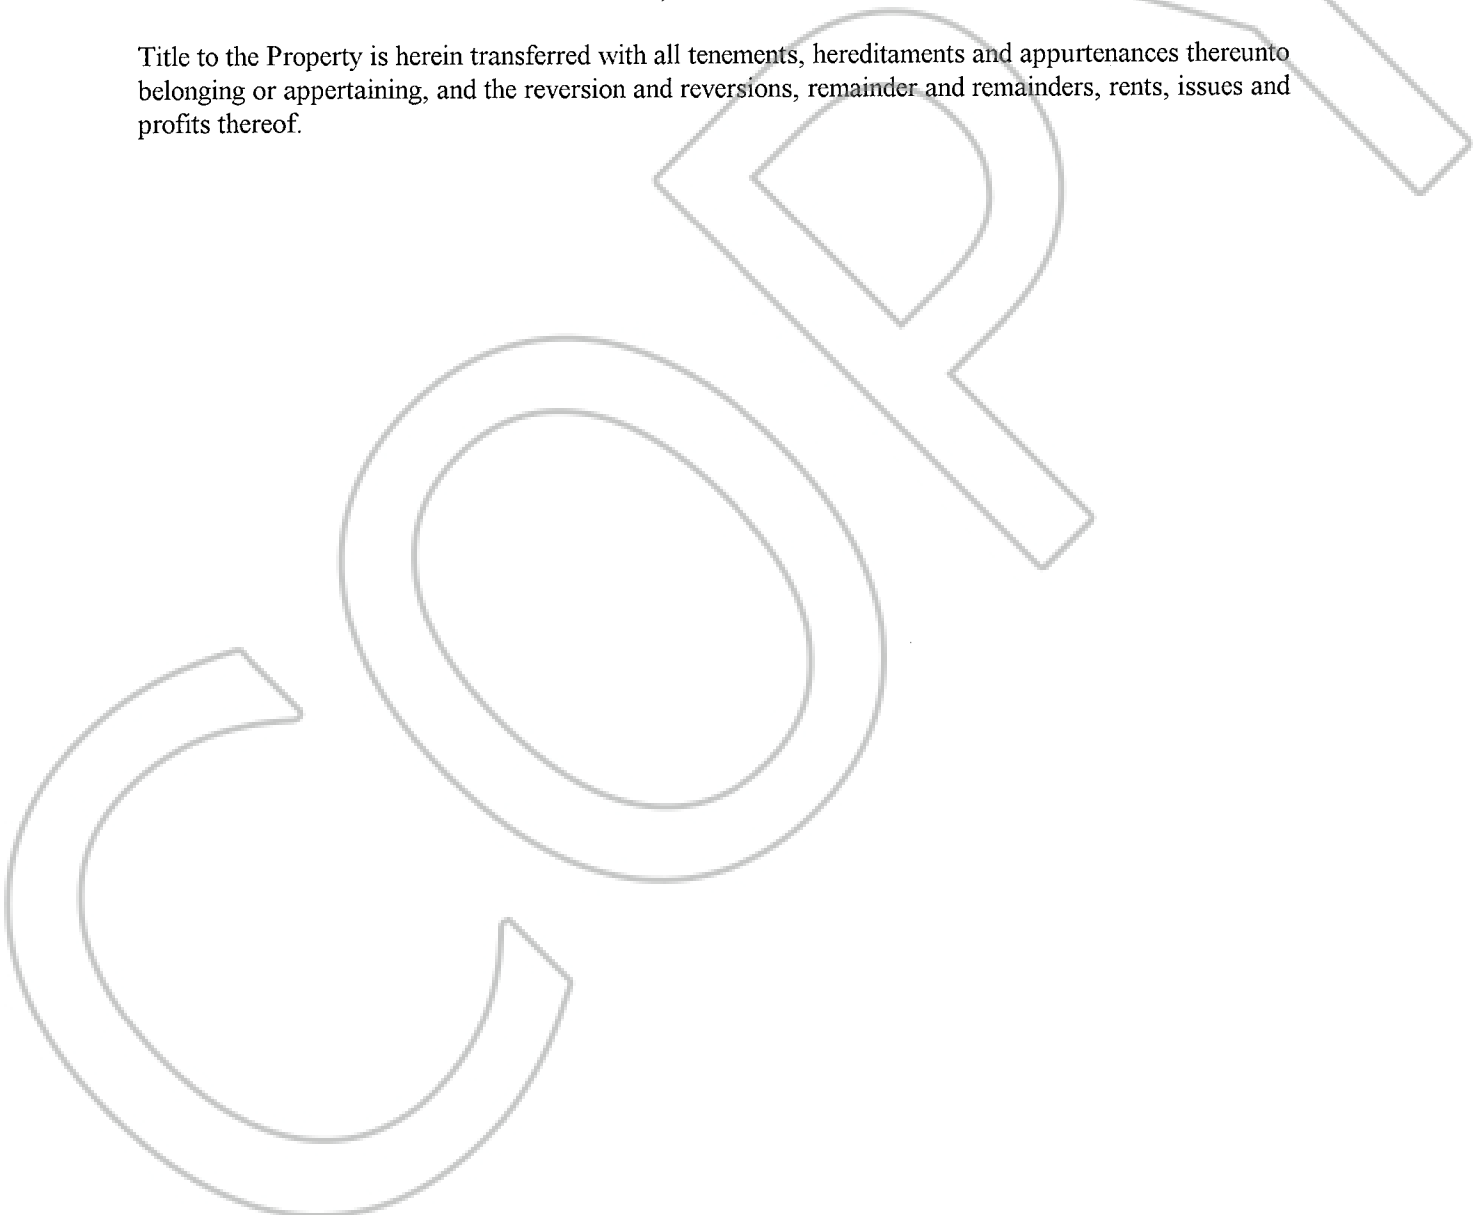 Title to the Property is herein transferred with all tenements, hereditaments and appurtenances thereunto
belonging or appertaining, and the reversion and reversions, remainder and remainders, rents, issues and
profits thereof.
COPY